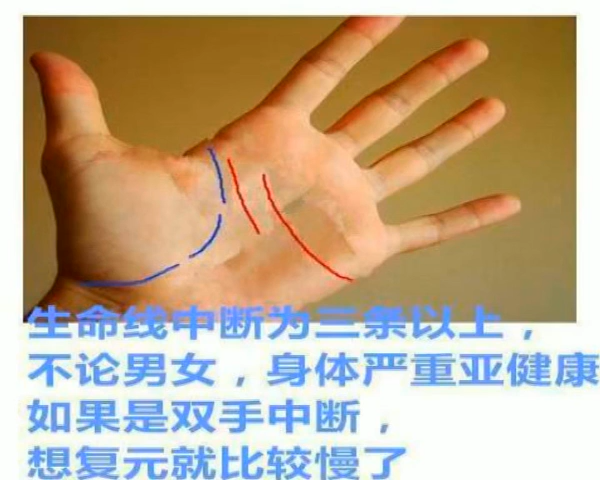 生命线中断为三条以上，
不论男女，身体严重亚健康
如果是双手中断，
想复元就比较慢了